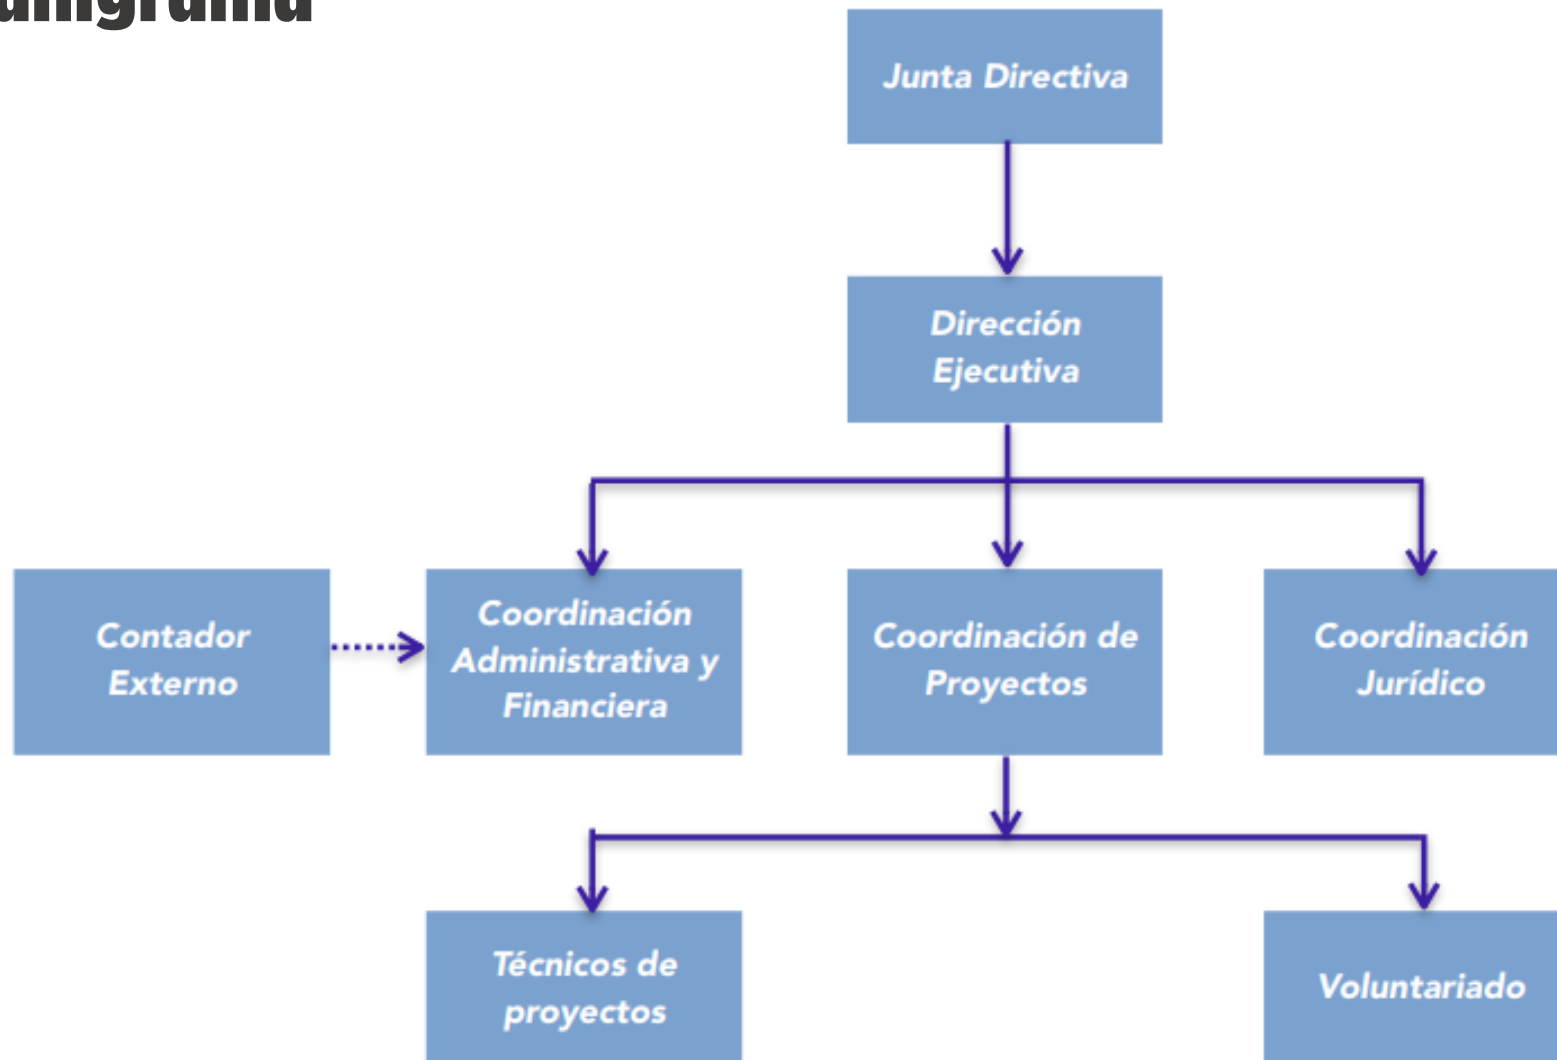 Junta Directiva
Dirección
Ejecutiva
Contador
Externo
Coordinación
Administrativa y
Financiera
Coordinación de
Proyectos
Coordinación
Jurídico
Técnicos de
proyectos
Voluntariado